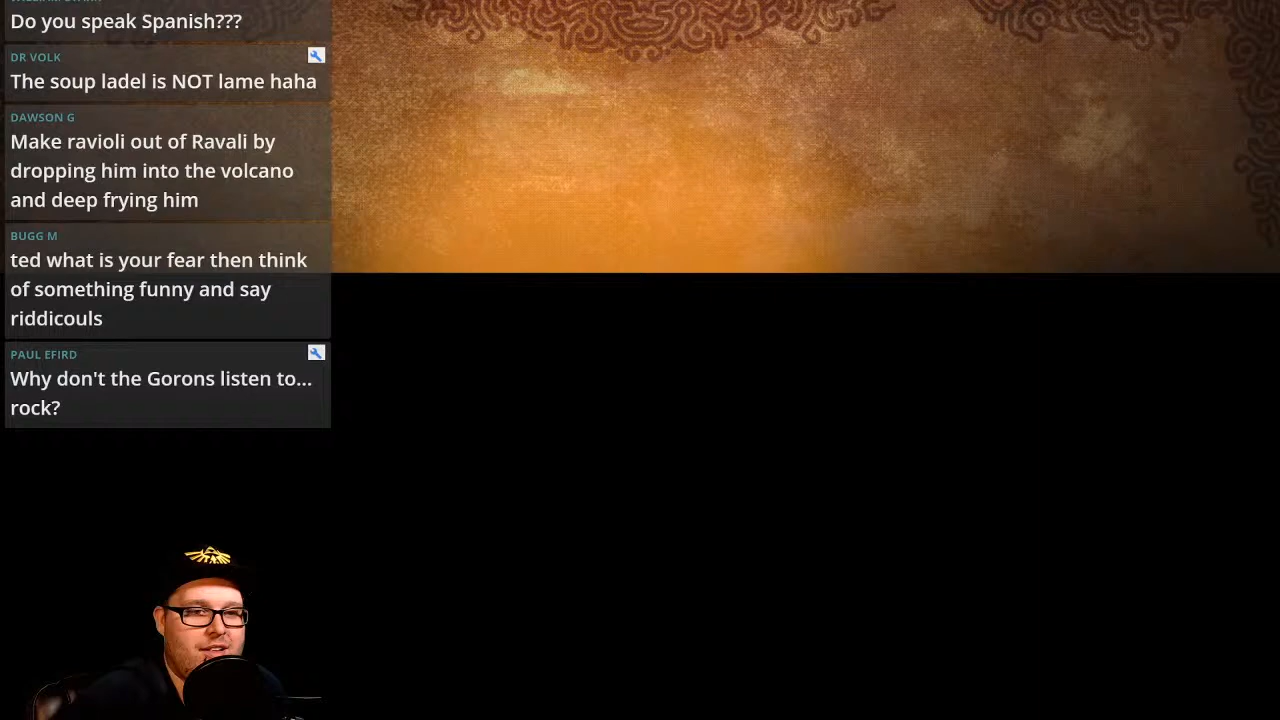 Do you speak Spanish???
DR VOLK
The soup ladel is NOT lame haha
DAWSON G
Make ravioli out of Ravali by
dropping him into the volcano
and deep frying him
BUGG M
ted what is your fear then think
of something funny and say
riddicouls
PAUL EFIRD
Why don't the Gorons listen to...
rock?